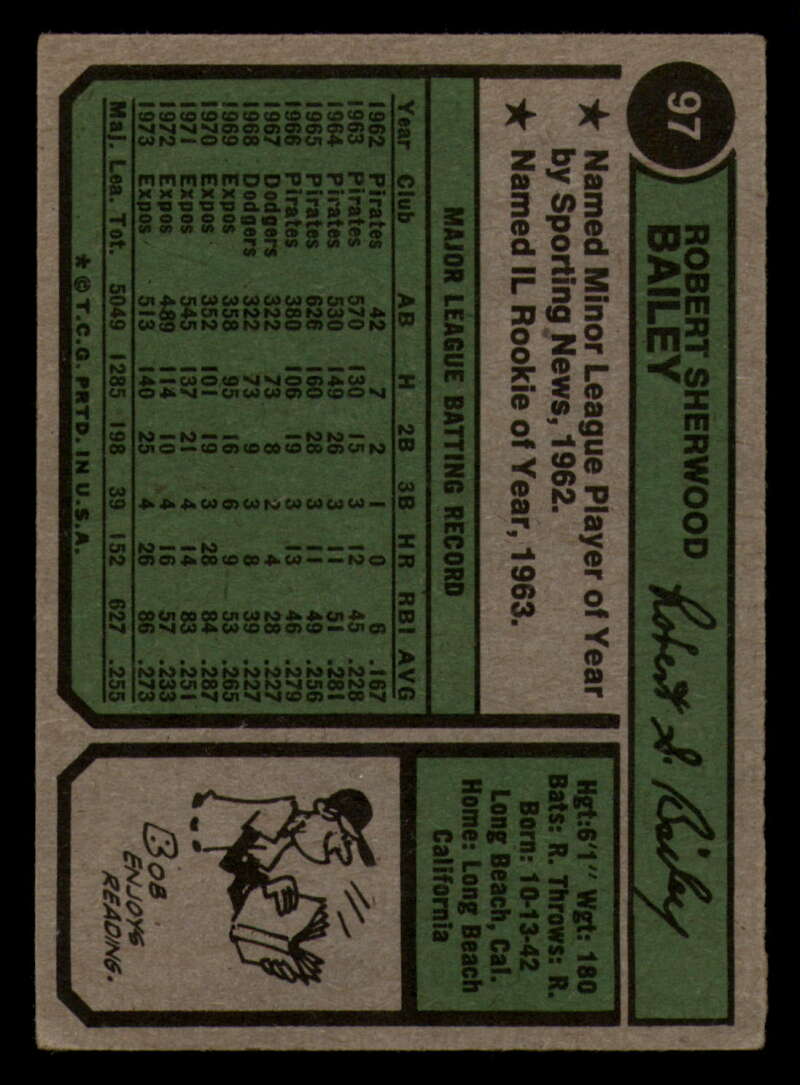 97
ROBERT SHERWOOD
BAILEY
Robert S. Bailey
★ Named Minor League Player of Year
by Sporting News, 1962.
★ Named IL Rookie of Year, 1963.
MAJOR LEAGUE BATTING RECORD
Year Club AB H 2B 3B HR RBI AVG
1962 Pirates 42 7 2 1 0 6 .167
1963 Pirates 570 130 15 3 12 45 .228
1964 Pirates 530 149 26 3 11 51 .281
1965 Pirates 626 160 28 3 11 49 .256
1966 Pirates 380 106 19 3 13 46 .279
1967 Dodgers 322 73 8 2 4 28 .227
1968 Dodgers 322 73 9 3 8 39 .227
1969 Expos 358 95 16 6 9 53 .265
1970 Expos 352 101 19 3 28 84 .287
1971 Expos 545 137 21 4 14 83 .251
1972 Expos 489 114 10 4 16 57 .233
1973 Expos 513 140 25 4 26 86 .273
Maj. Lea. Tot. 5049 1285 198 39 152 627 .255
* © T.C.G. PRTD. IN U.S.A.
Hgt: 6'1" Wgt: 180
Bats: R. Throws: R.
Born: 10-13-42
Long Beach, Cal.
Home: Long Beach
California
BOB
ENJOYS
READING.